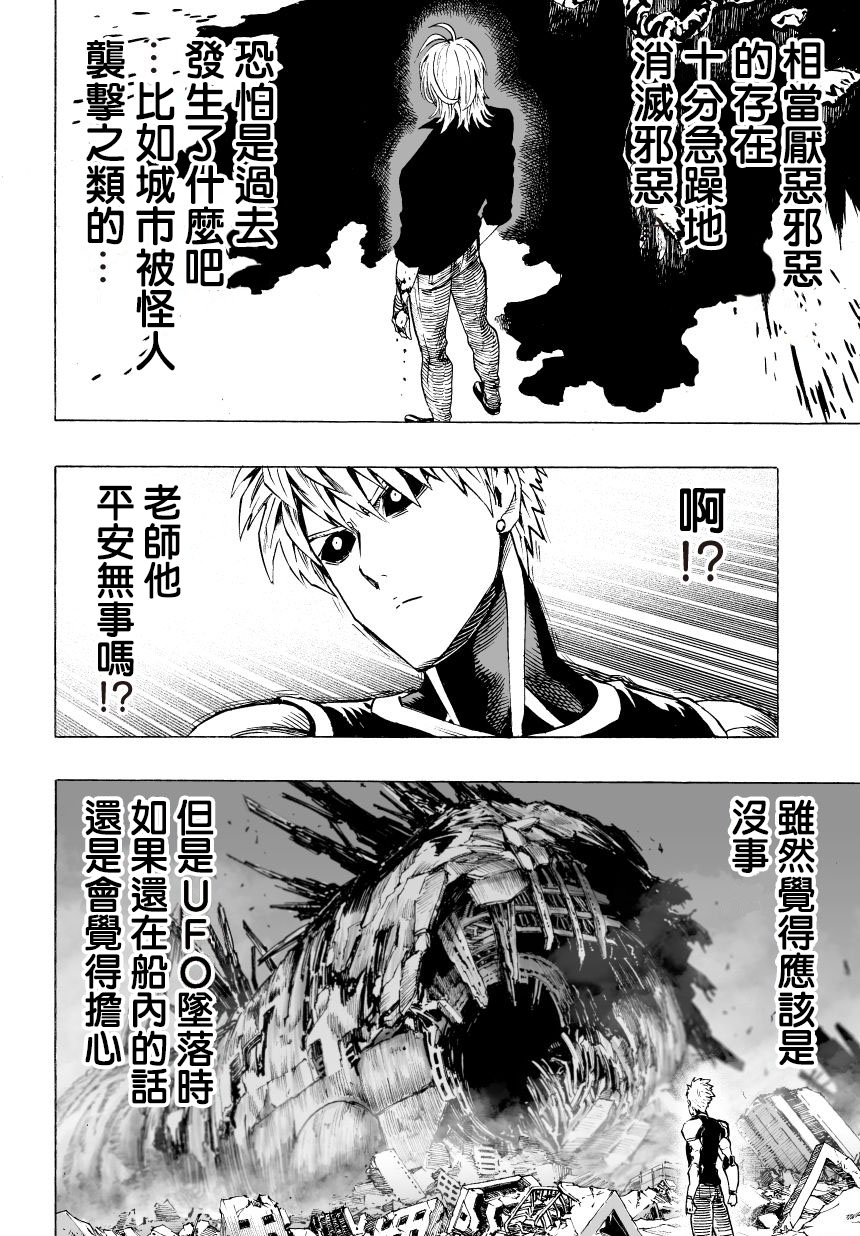 相當厭惡邪惡
的存在
十分急躁地
消滅邪惡
恐怕是過去
發生了什麼吧
…比如城市被怪人
襲擊之類的…
啊!?
老師他
平安無事嗎!?
雖然覺得應該是
沒事
但是UFO墜落時
如果還在船內的話
還是會覺得擔心